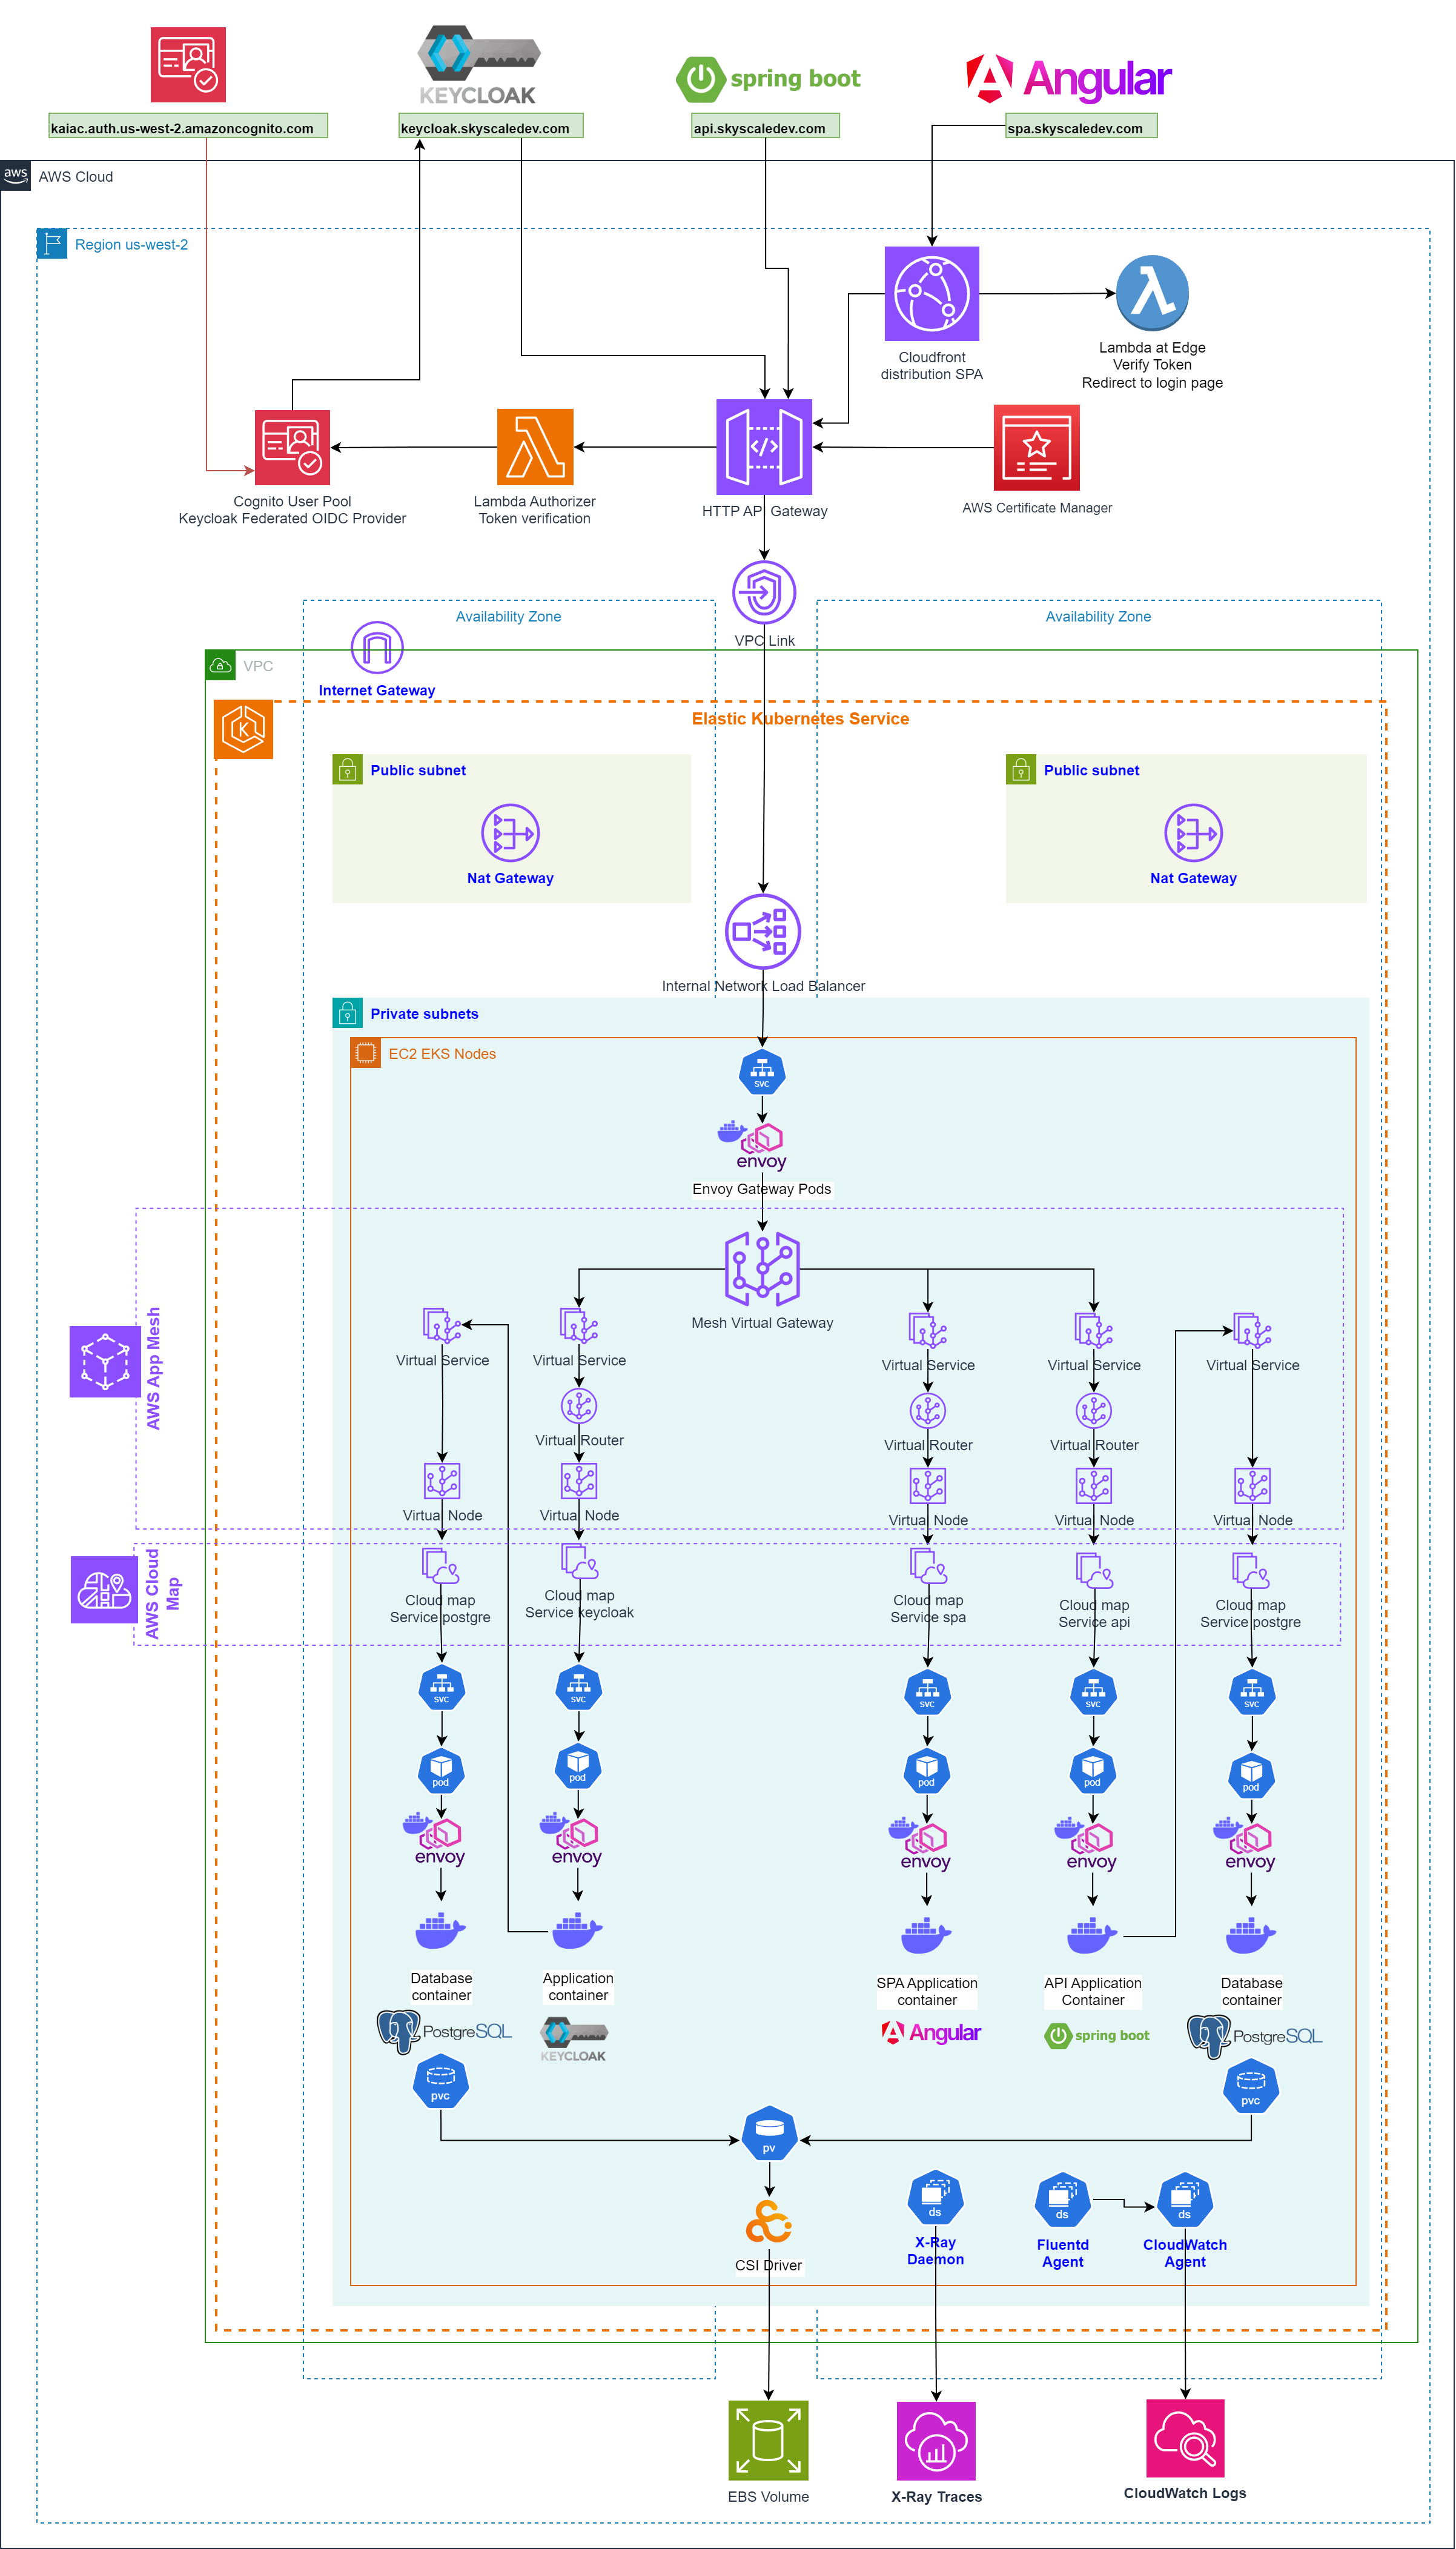 KEYCLOAK
spring boot
Angular
kaiac.auth.us-west-2.amazoncognito.com
keycloak.skyscaledev.com
api.skyscaledev.com
spa.skyscaledev.com
aws
AWS Cloud
Region us-west-2
Cloudfront
distribution SPA
Lambda at Edge
Verify Token
Redirect to login page
Cognito User Pool
Keycloak Federated OIDC Provider
Lambda Authorizer
Token verification
HTTP API Gateway
AWS Certificate Manager
Availability Zone
VPC Link
Availability Zone
VPC
Internet Gateway
K
Elastic Kubernetes Service
Public subnet
Nat Gateway
Public subnet
Nat Gateway
Internal Network Load Balancer
Private subnets
EC2 EKS Nodes
svc
envoy
Envoy Gateway Pods
AWS App Mesh
Mesh Virtual Gateway
Virtual Service
Virtual Service
Virtual Service
Virtual Service
Virtual Service
Virtual Router
Virtual Router
Virtual Router
Virtual Node
Virtual Node
Virtual Node
Virtual Node
Virtual Node
AWS Cloud
Map
Cloud map
Service postgre
Cloud map
Service keycloak
Cloud map
Service spa
Cloud map
Service api
Cloud map
Service postgre
svc
svc
svc
svc
svc
pod
pod
pod
pod
pod
envoy
envoy
envoy
envoy
envoy
Database
container
Application
container
SPA Application
container
API Application
Container
Database
container
PostgreSQL
KEYCLOAK
Angular
spring boot
PostgreSQL
pvc
pvc
pv
ds
ds
ds
X-Ray
Daemon
Fluentd
Agent
CloudWatch
Agent
CSI Driver
EBS Volume
X-Ray Traces
CloudWatch Logs